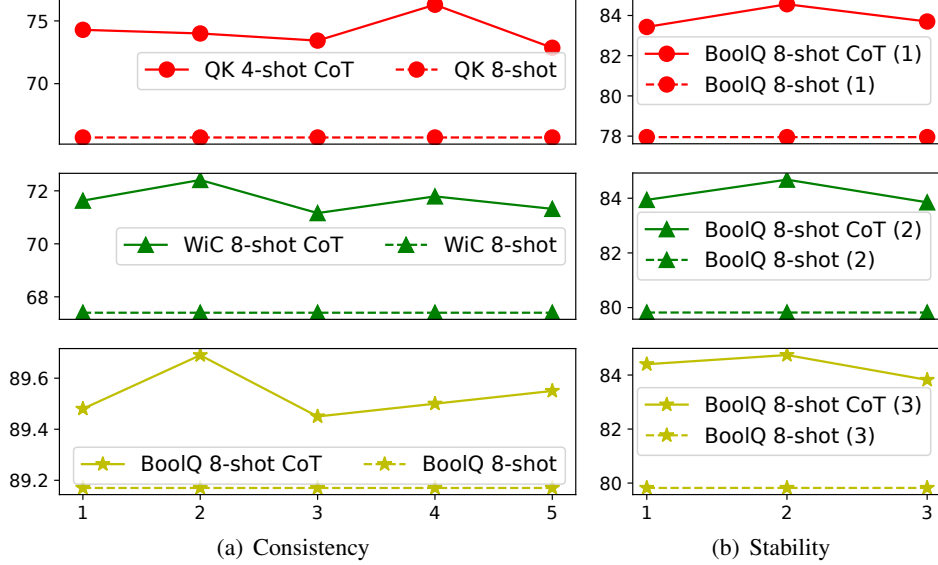 75
70
QK 4-shot CoT QK 8-shot
84
82
80
78
BoolQ 8-shot CoT (1)
BoolQ 8-shot (1)
72
70
68
WiC 8-shot CoT WiC 8-shot
84
82
80
BoolQ 8-shot CoT (2)
BoolQ 8-shot (2)
89.6
89.4
89.2
BoolQ 8-shot CoT BoolQ 8-shot
1 2 3 4 5
84
82
80
BoolQ 8-shot CoT (3)
BoolQ 8-shot (3)
1 2 3
(a) Consistency
(b) Stability